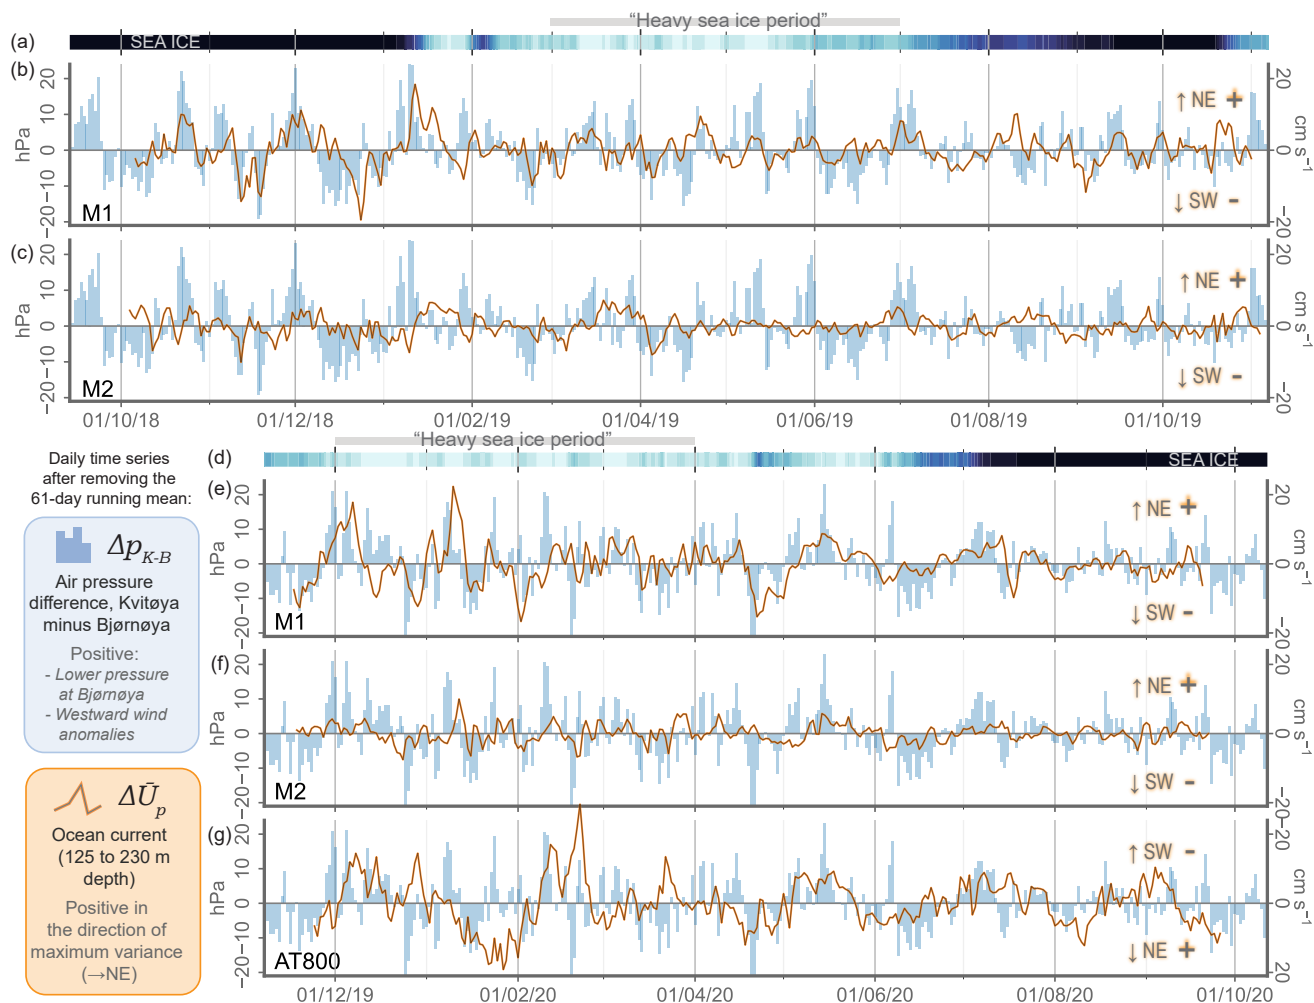 “Heavy sea ice period”
(a)
SEA ICE
(b)
20
10
0
−10
−20
hPa
20
0
−20
cm s⁻¹
↑ NE +
↓ SW -
M1
(c)
20
10
0
−10
−20
hPa
20
0
−20
cm s⁻¹
↑ NE +
↓ SW -
M2
01/10/18 01/12/18 01/02/19 01/04/19 01/06/19 01/08/19 01/10/19
“Heavy sea ice period”
Daily time series
after removing the
61-day running mean:
Δp K-B
Air pressure
difference, Kvitøya
minus Bjørnøya
Positive:
- Lower pressure
at Bjørnøya
- Westward wind
anomalies
ΔŪp
Ocean current
(125 to 230 m
depth)
Positive in
the direction of
maximum variance
(→NE)
(d)
SEA ICE
(e)
20
10
0
−10
−20
hPa
20
0
−20
cm s⁻¹
↑ NE +
↓ SW -
M1
(f)
20
10
0
−10
−20
hPa
20
0
−20
cm s⁻¹
↑ NE +
↓ SW -
M2
(g)
20
10
0
−10
−20
hPa
−20
0
20
cm s⁻¹
↑ SW -
↓ NE +
AT800
01/12/19 01/02/20 01/04/20 01/06/20 01/08/20 01/10/20